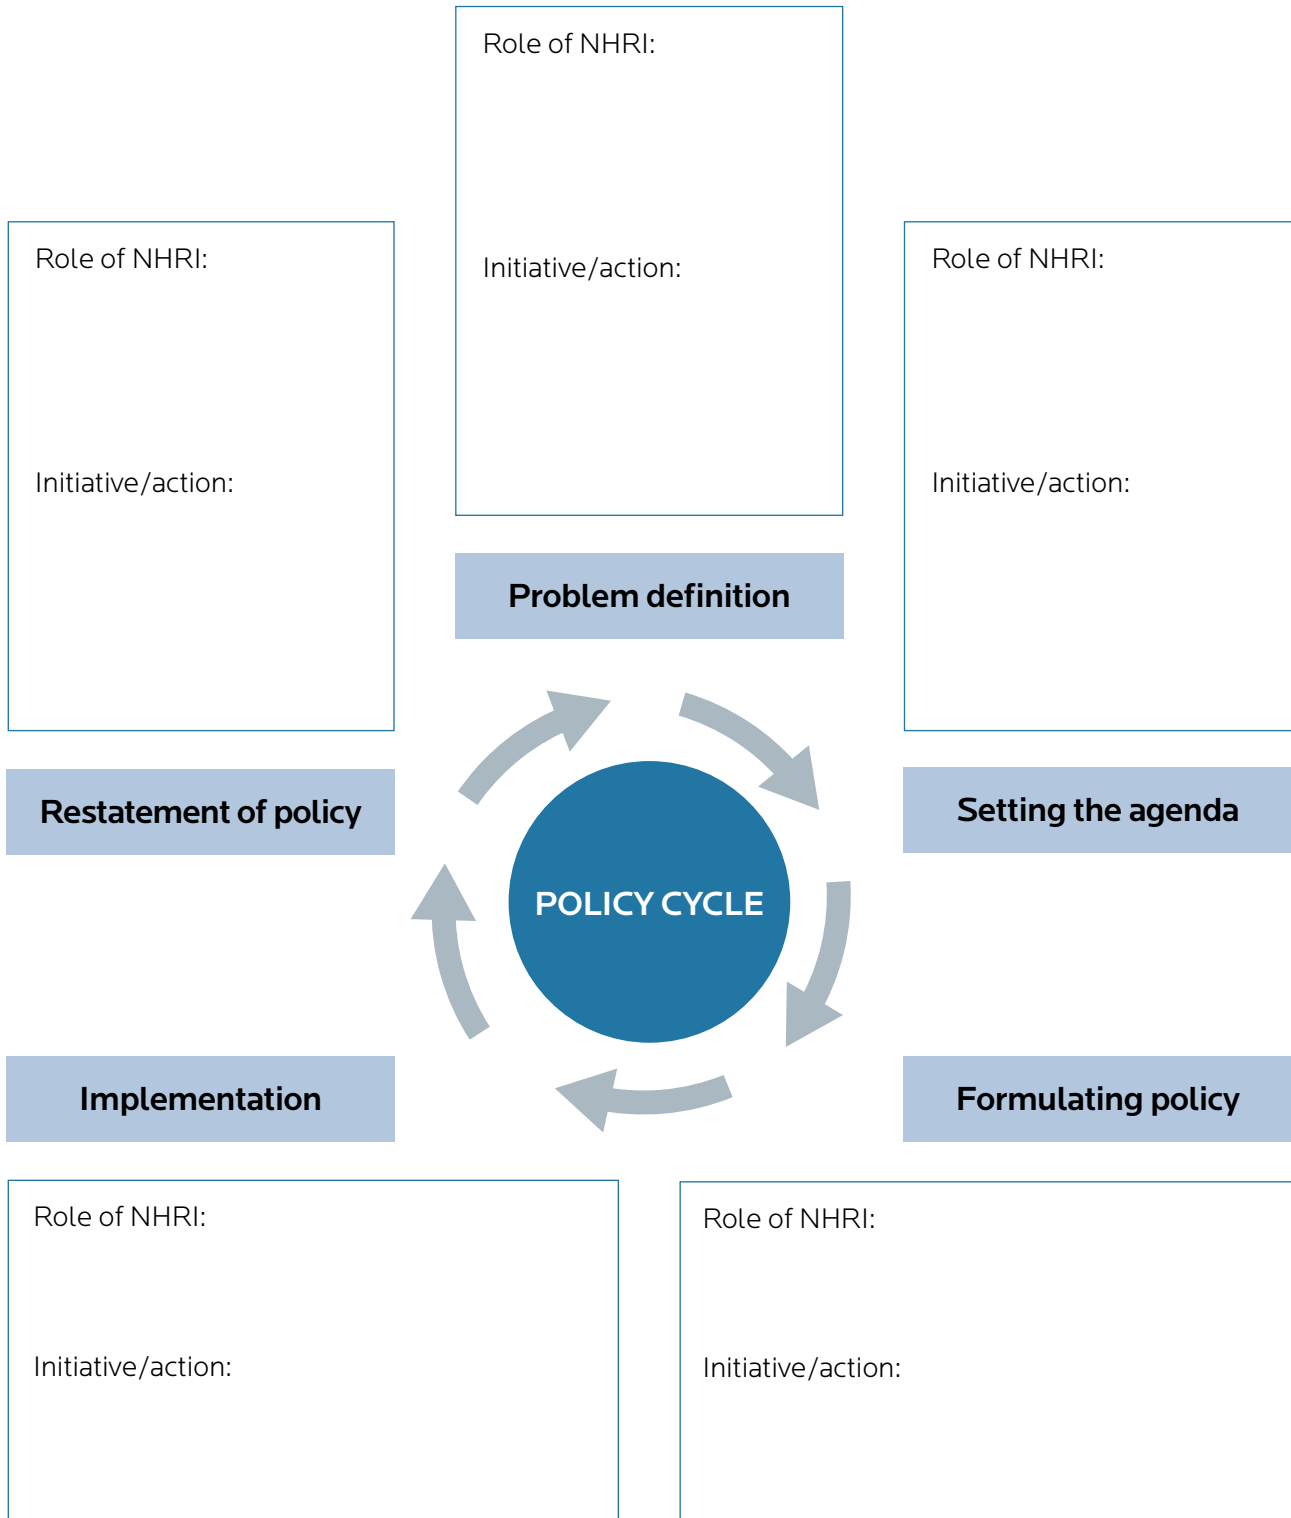 Role of NHRI:
Initiative/action:
Role of NHRI:
Initiative/action:
Role of NHRI:
Initiative/action:
Problem definition
Restatement of policy
Setting the agenda
POLICY CYCLE
Implementation
Formulating policy
Role of NHRI:
Initiative/action:
Role of NHRI:
Initiative/action: